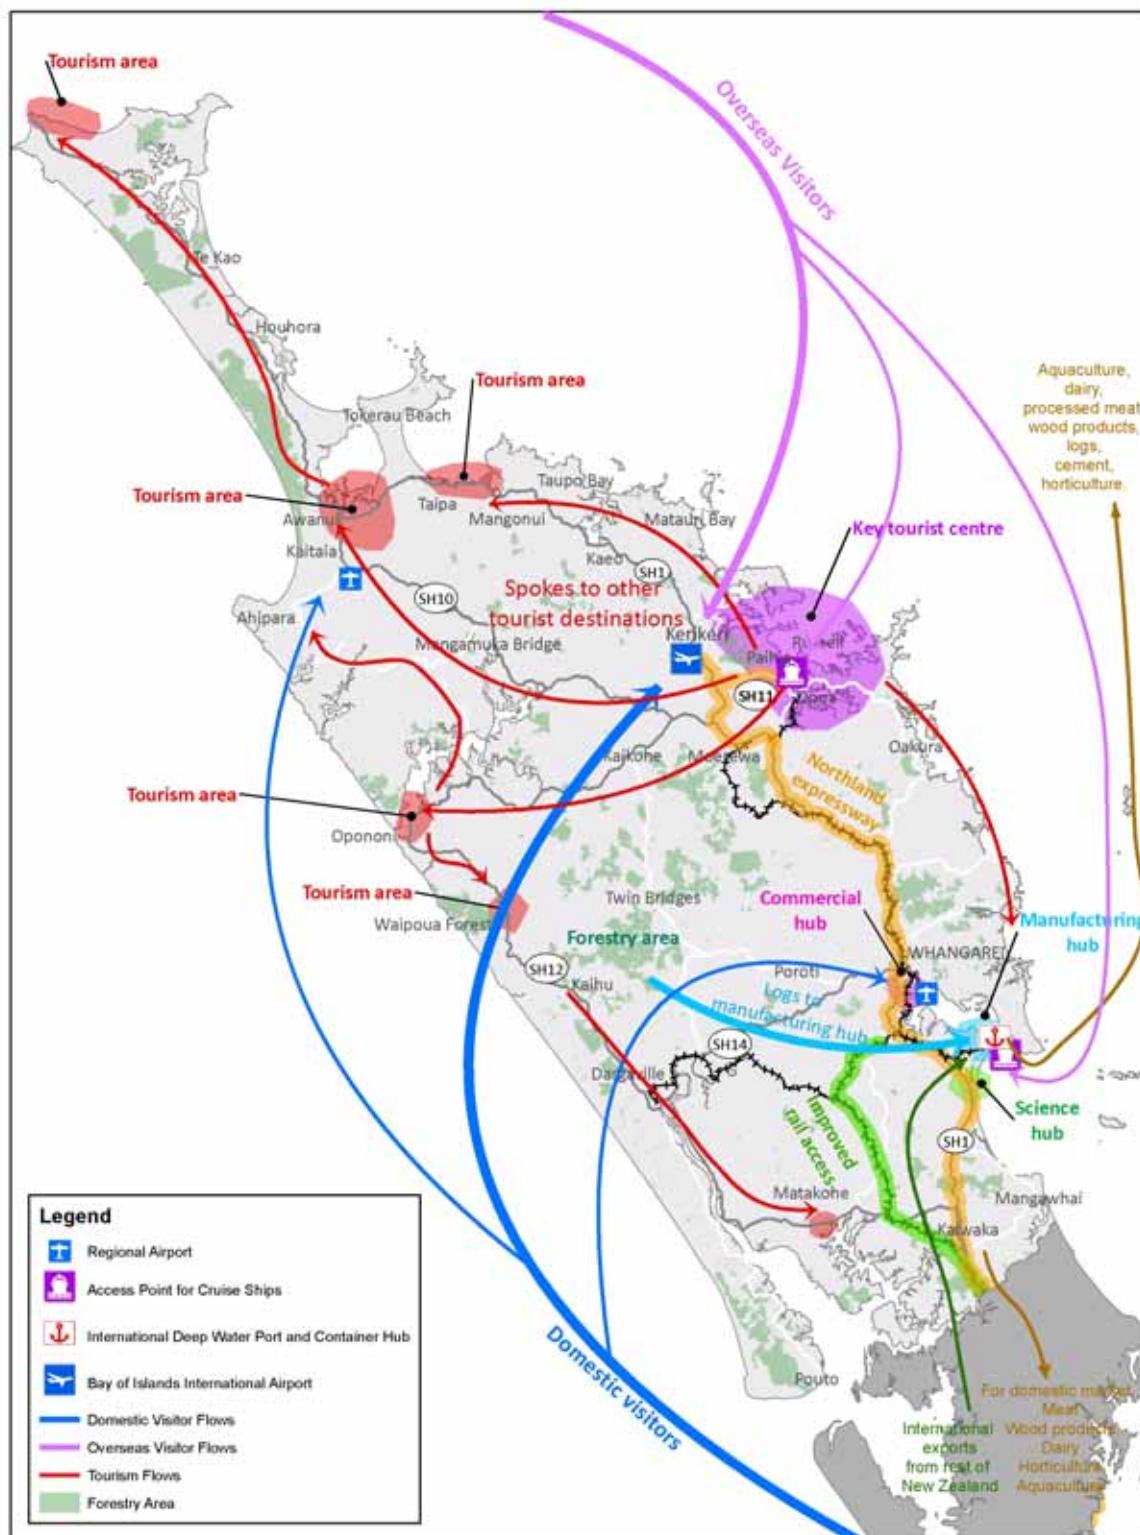 Tourism area
Overseas Visitors
Te Kao
Houhora
Aquaculture,
dairy,
processed meat
wood products,
logs,
cement,
horticulture.
Tourism area
Tokerau Beach
Tourism area
Taupo Bay
Taipa
Awanui
Mangonui
Matauri Bay
Key tourist centre
Kaitaia
Kaeo
SH1
SH10
Spokes to other
tourist destinations
Ahipara
Mangamuka Bridge
Kerikeri
Russell
Paihia
SH11
Opua
Oakura
Kaikohe
Moerewa
Northland
expressway
Tourism area
Opononi
Tourism area
Twin Bridges
Commercial
hub
Waipoua Forest
Manufacturing
hub
Forestry area
WHANGAREI
SH12
Poroti
Kaihu
Logs to
manufacturing hub
SH14
Dargaville
Improved
rail access
Science
hub
SH1
Matakohe
Mangawhai
Kaiwaka
Legend
Regional Airport
Access Point for Cruise Ships
International Deep Water Port and Container Hub
Bay of Islands International Airport
Domestic Visitor Flows
Overseas Visitor Flows
Tourism Flows
Forestry Area
Domestic visitors
Pouto
For domestic market
Meat
Wood products
Dairy
Horticulture
Aquaculture
International
exports
from rest of
New Zealand